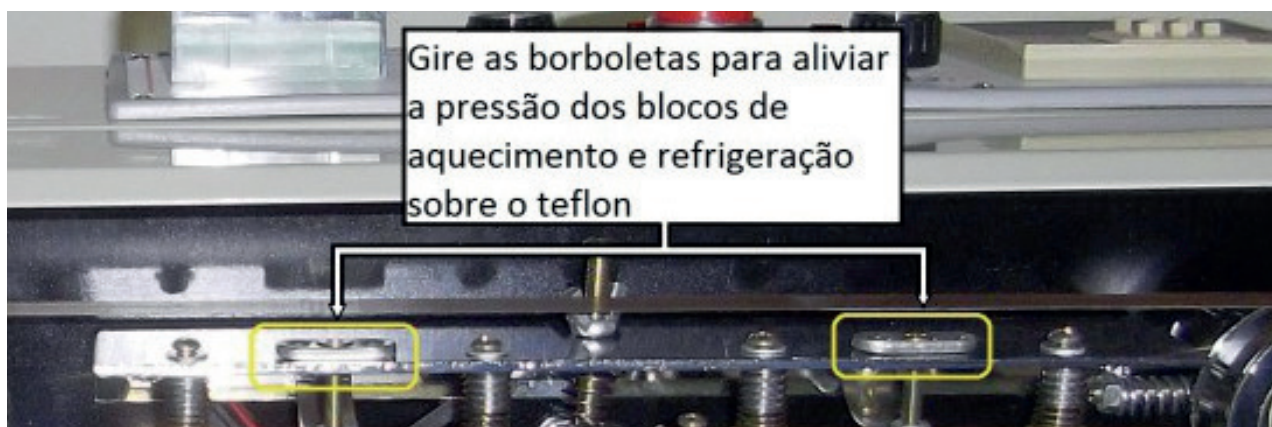 Gire as borboletas para aliviar
a pressão dos blocos de
aquecimento e refrigeração
sobre o teflon